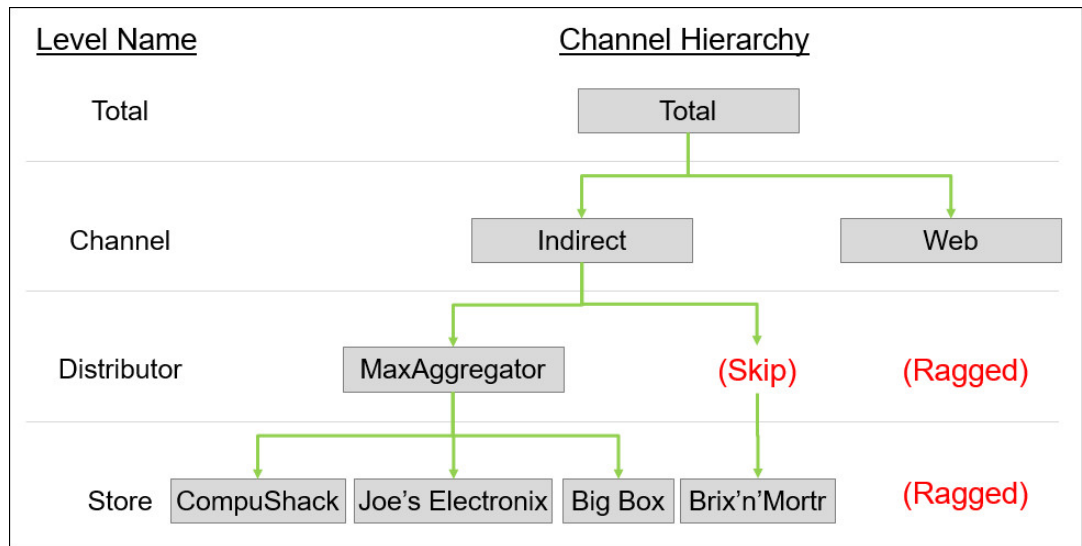 Level Name
Channel Hierarchy
Total
Total
Channel
Indirect
Web
Distributor
MaxAggregator
(Skip)
(Ragged)
Store
CompuShack
Joe's Electronix
Big Box
Brix'n'Mortr
(Ragged)